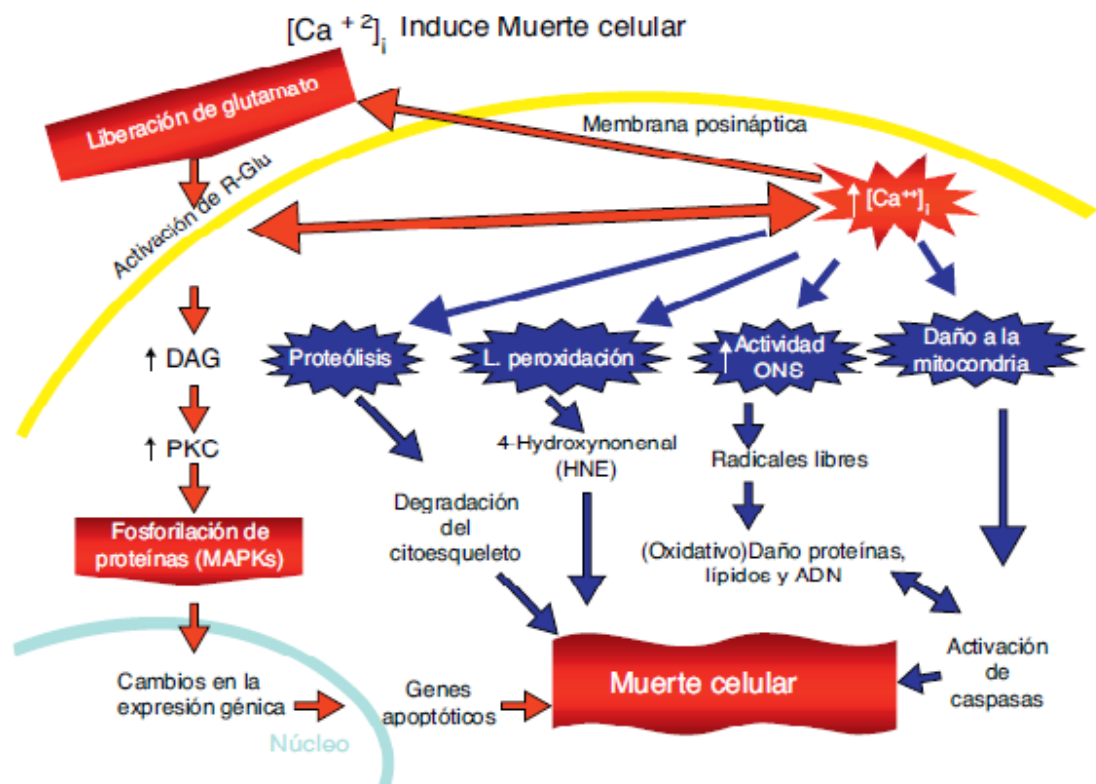 [Ca + 2]i Induce Muerte celular
Liberación de glutamato
Membrana posináptica
Activación de R-Glu
↑ [Ca++]i
Proteólisis
L. peroxidación
↑ Actividad
ONS
Daño a la
mitocondria
↑ DAG
↑ PKC
4-Hydroxynonenal
(HNE)
Radicales libres
Degradación
del
citoesqueleto
Fosforilación de
proteínas (MAPKs)
(Oxidativo)Daño proteínas,
lípidos y ADN
Cambios en la
expresión génica
Núcleo
Genes
apoptóticos
Muerte celular
Activación
de
caspasas